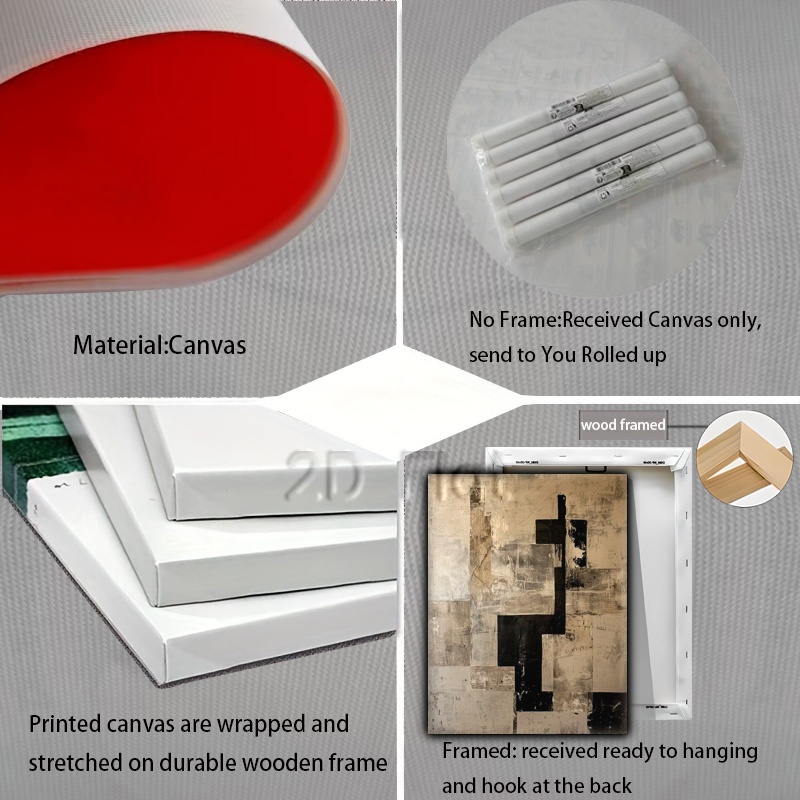 Material:Canvas
No Frame:Received Canvas only,
send to You Rolled up
wood framed
2D
Printed canvas are wrapped and
stretched on durable wooden frame
Framed: received ready to hanging
and hook at the back